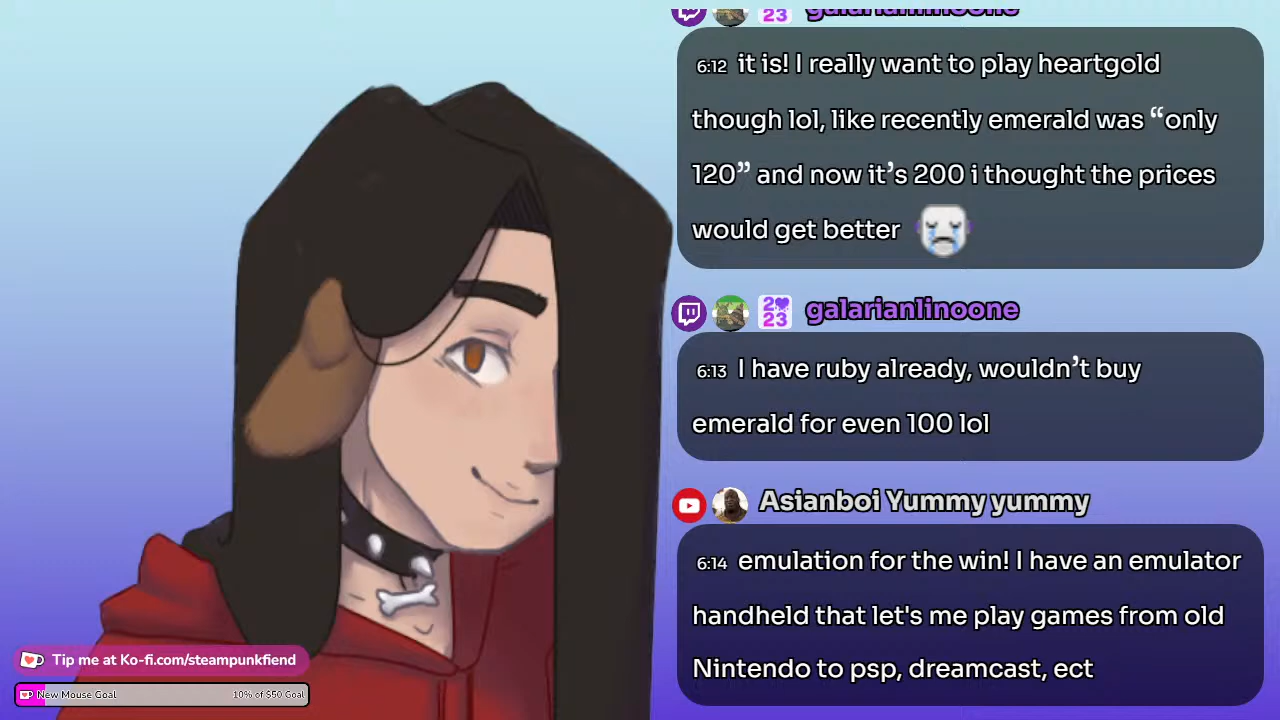 galarianlinoone
6:12 it is! I really want to play heartgold
though lol, like recently emerald was “only
120” and now it’s 200 i thought the prices
would get better
galarianlinoone
6:13 I have ruby already, wouldn’t buy
emerald for even 100 lol
Asianboi Yummy yummy
6:14 emulation for the win! I have an emulator
handheld that let's me play games from old
Nintendo to psp, dreamcast, ect
Tip me at Ko-fi.com/steampunkfiend
New Mouse Goal 10% of $50 Goal
23
2 23